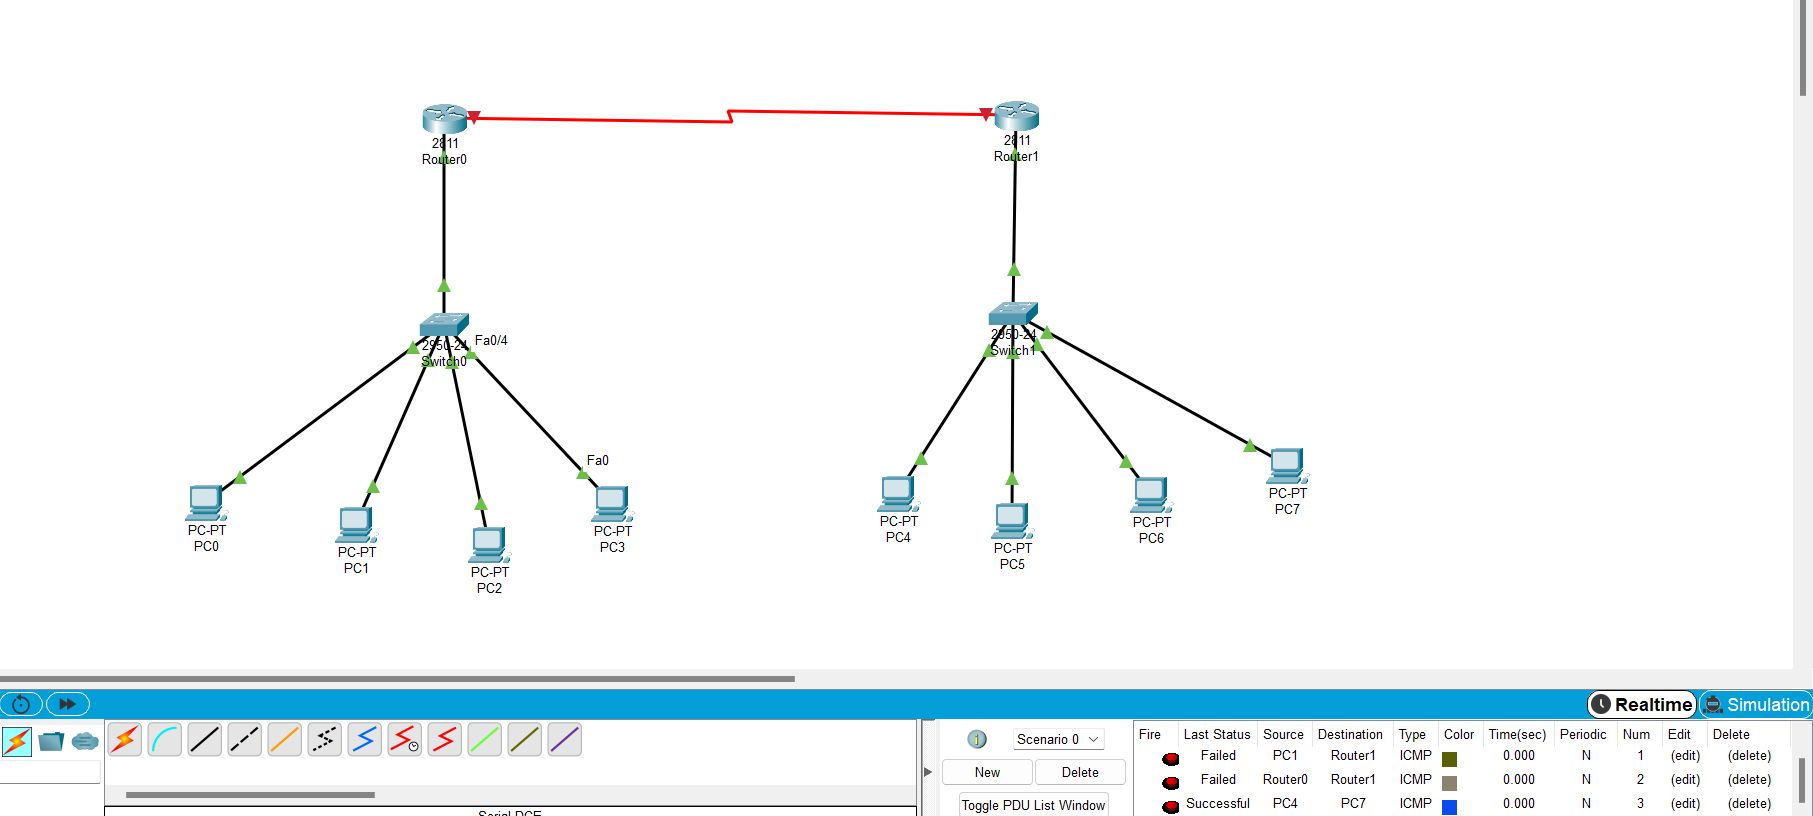 2811
Router0
2811
Router1
2950-24
Switch0
Fa0/4
2950-24
Switch1
Fa0
PC-PT
PC0
PC-PT
PC1
PC-PT
PC2
PC-PT
PC3
PC-PT
PC4
PC-PT
PC5
PC-PT
PC6
PC-PT
PC7
Realtime
Simulation
Scenario 0
New
Delete
Toggle PDU List Window
Serial DCE
Fire Last Status Source Destination Type Color Time(sec) Periodic Num Edit Delete
Failed PC1 Router1 ICMP 0.000 N 1 (edit) (delete)
Failed Router0 Router1 ICMP 0.000 N 2 (edit) (delete)
Successful PC4 PC7 ICMP 0.000 N 3 (edit) (delete)